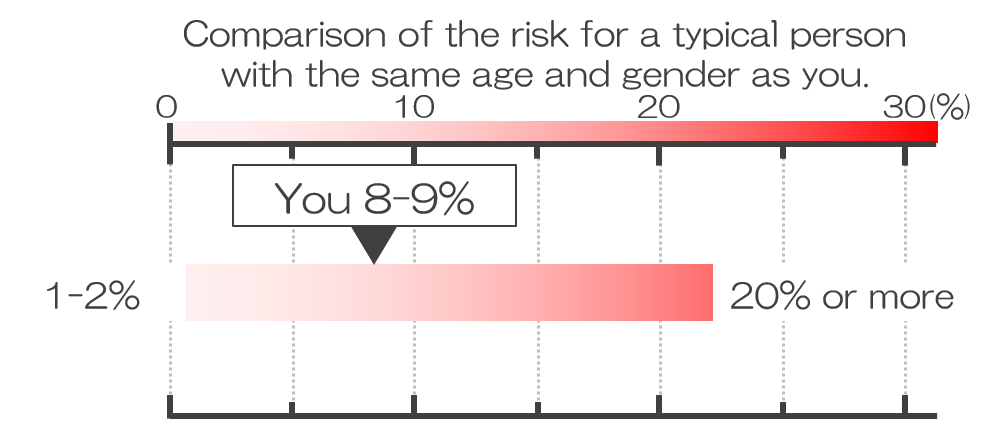 Comparison of the risk for a typical person
with the same age and gender as you.
0 10 20 30(%)
You 8-9%
1-2% 20% or more